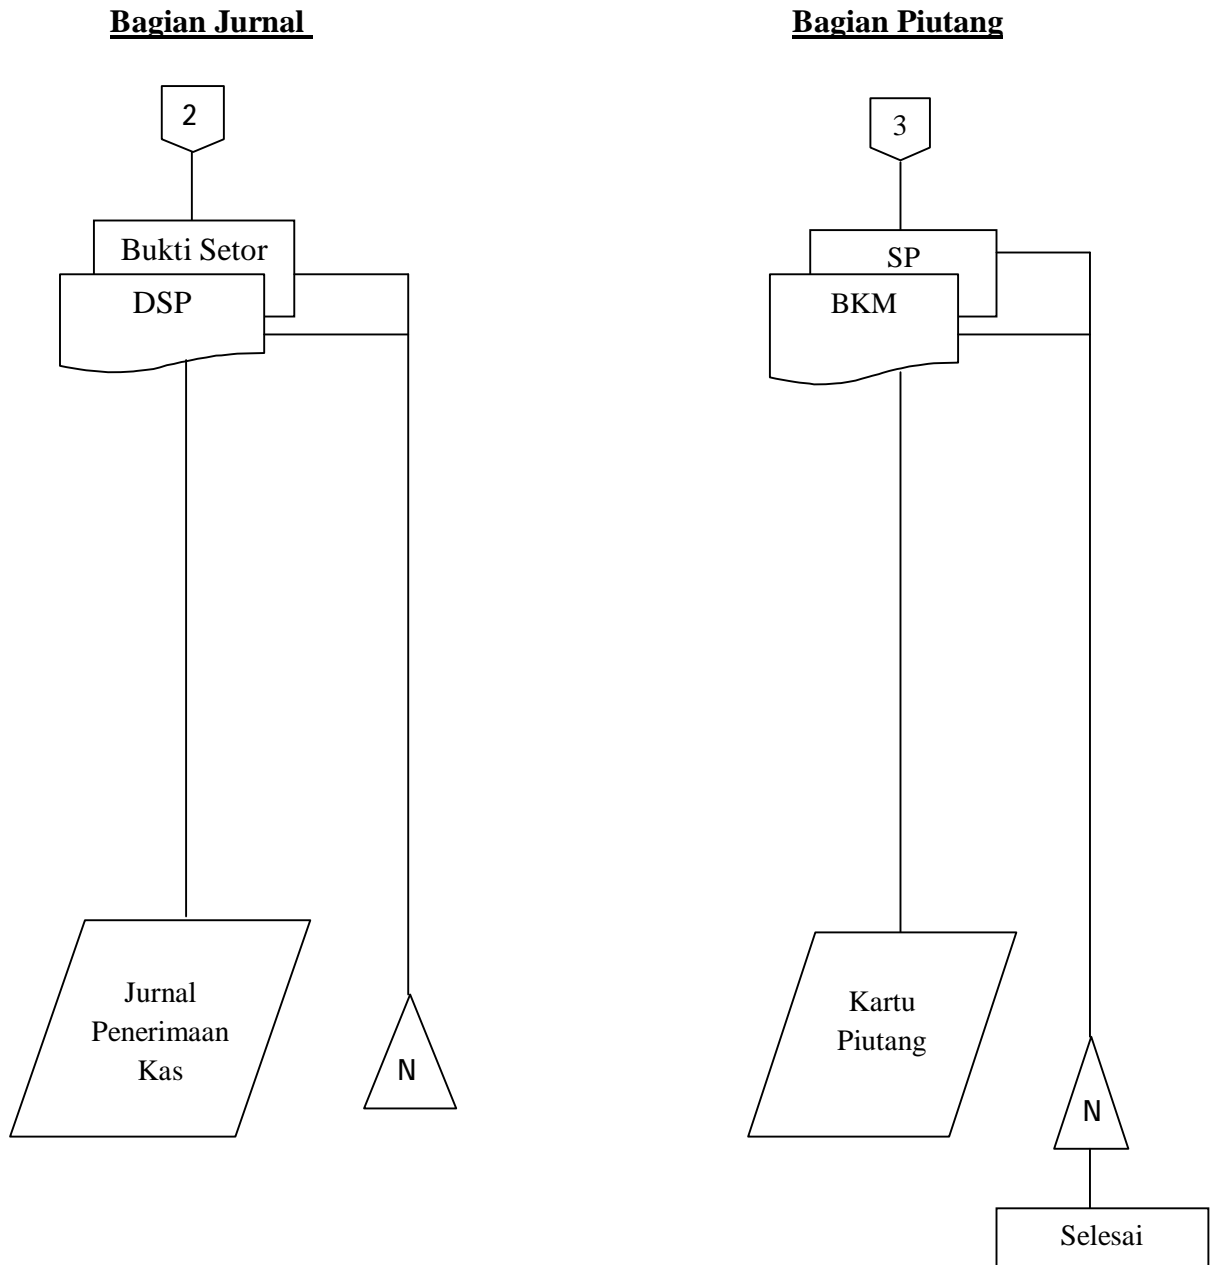 Bagian Jurnal
Bagian Piutang
2
Bukti Setor
DSP
Jurnal
Penerimaan
Kas
N
3
SP
BKM
Kartu
Piutang
N
Selesai